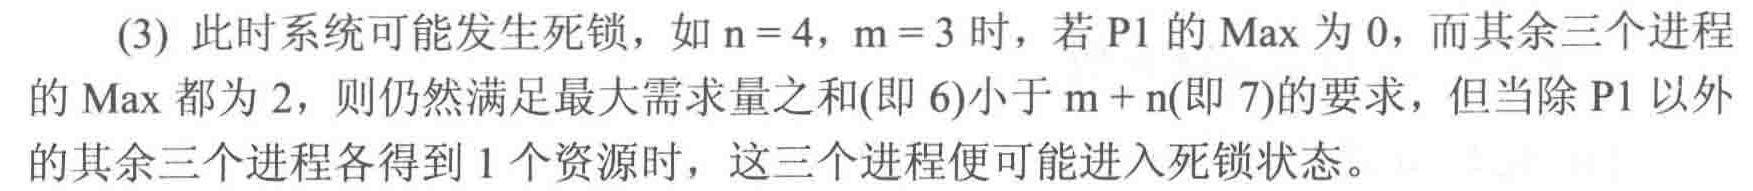 (3) 此时系统可能发生死锁，如 n = 4，m = 3 时，若 P1 的 Max 为 0，而其余三个进程
的 Max 都为 2，则仍然满足最大需求量之和(即 6)小于 m + n(即 7)的要求，但当除 P1 以外
的其余三个进程各得到 1 个资源时，这三个进程便可能进入死锁状态。